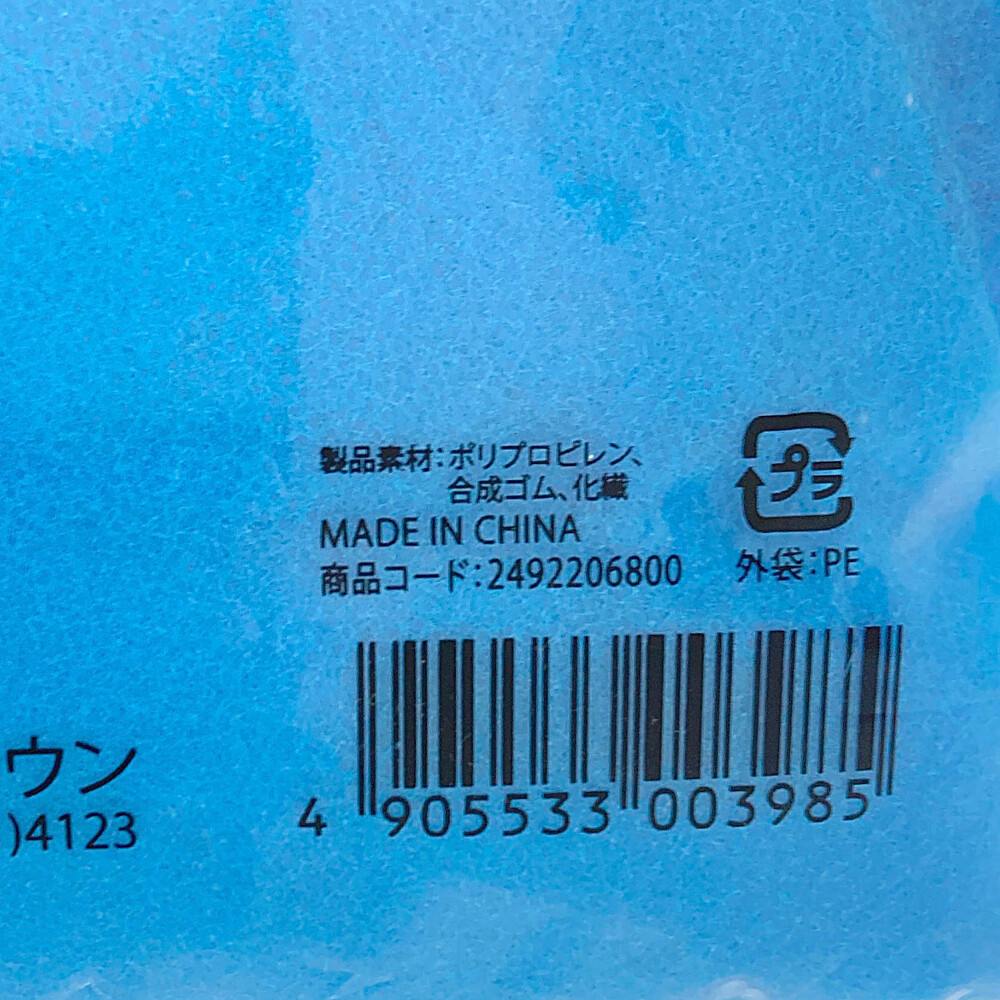 製品素材：ポリプロピレン、
合成ゴム、化繊
MADE IN CHINA
商品コード：2492206800
プラ
外袋：PE
4 905533 003985
ウン
)4123